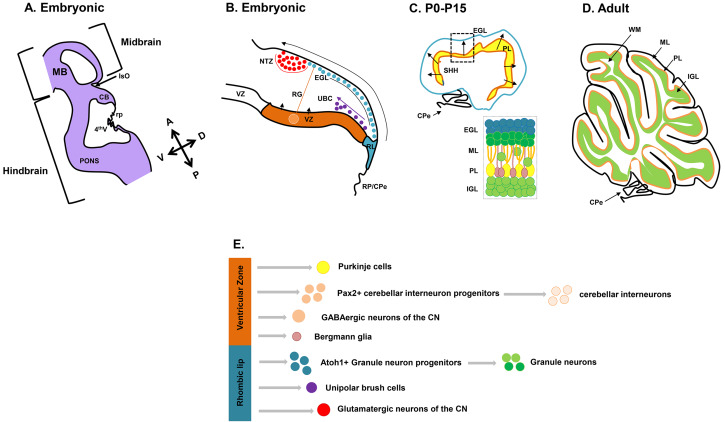 A. Embryonic
Midbrain
MB
IsO
CB
rp
4thV
PONS
Hindbrain
A
D
V
P
B. Embryonic
NTZ
EGL
RG
UBC
VZ
VZ
RL
RP/CPe
C. P0-P15
EGL
PL
SHH
CPe
EGL
ML
PL
IGL
D. Adult
WM
ML
PL
IGL
CPe
E.
Ventricular Zone
Rhombic lip
Purkinje cells
Pax2+ cerebellar interneuron progenitors
cerebellar interneurons
GABAergic neurons of the CN
Bergmann glia
Atoh1+ Granule neuron progenitors
Granule neurons
Unipolar brush cells
Glutamatergic neurons of the CN